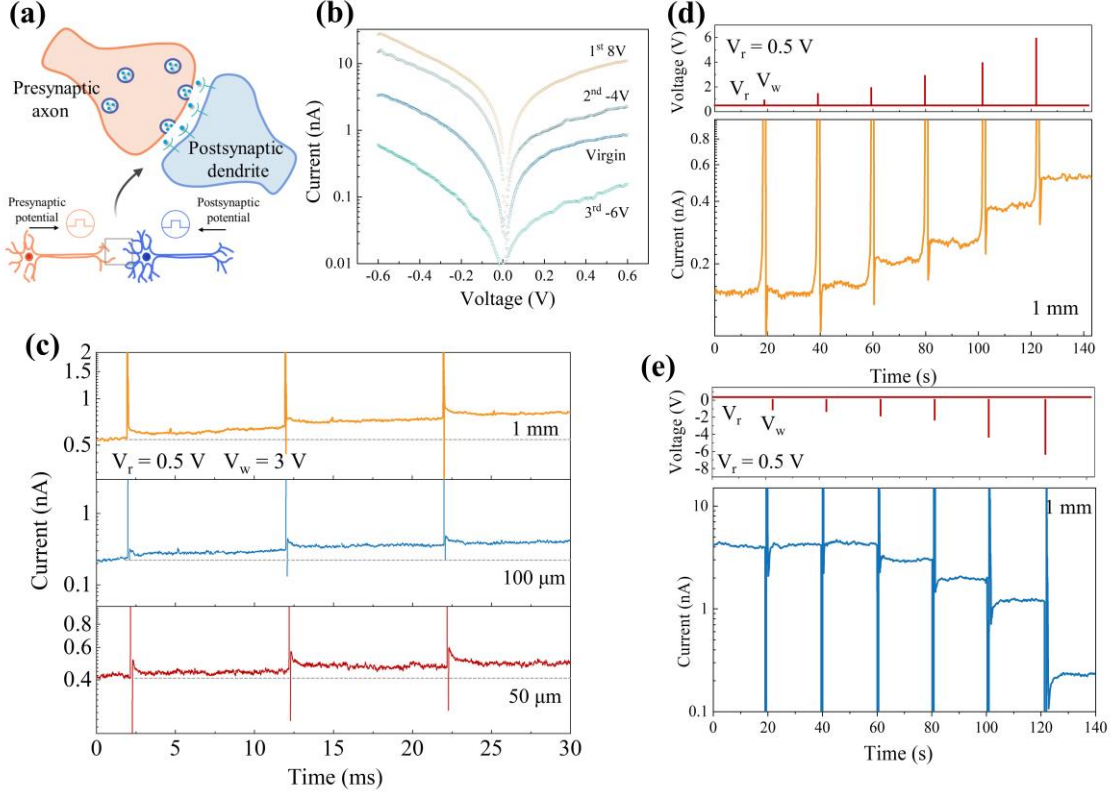 (a)
Presynaptic
axon
Postsynaptic
dendrite
Presynaptic
potential
Postsynaptic
potential
(b)
Current (nA)
10
1
0.1
0.01
1st 8V
2nd -4V
Virgin
3rd -6V
-0.6 -0.4 -0.2 0.0 0.2 0.4 0.6
Voltage (V)
(c)
Current (nA)
2
1.5
1
0.5
1 mm
Vr = 0.5 V Vw = 3 V
1
0.1
100 μm
0.8
0.6
0.4
50 μm
0 5 10 15 20 25 30
Time (ms)
(d)
Voltage (V)
6
4
2
Vr = 0.5 V
Vr Vw
Current (nA)
0.8
0.6
0.4
0.2
1 mm
0 20 40 60 80 100 120 140
Time (s)
(e)
Voltage (V)
0
-2
-4
-6
-8
Vr Vw
Vr = 0.5 V
Current (nA)
10
1
0.1
1 mm
0 20 40 60 80 100 120 140
Time (s)